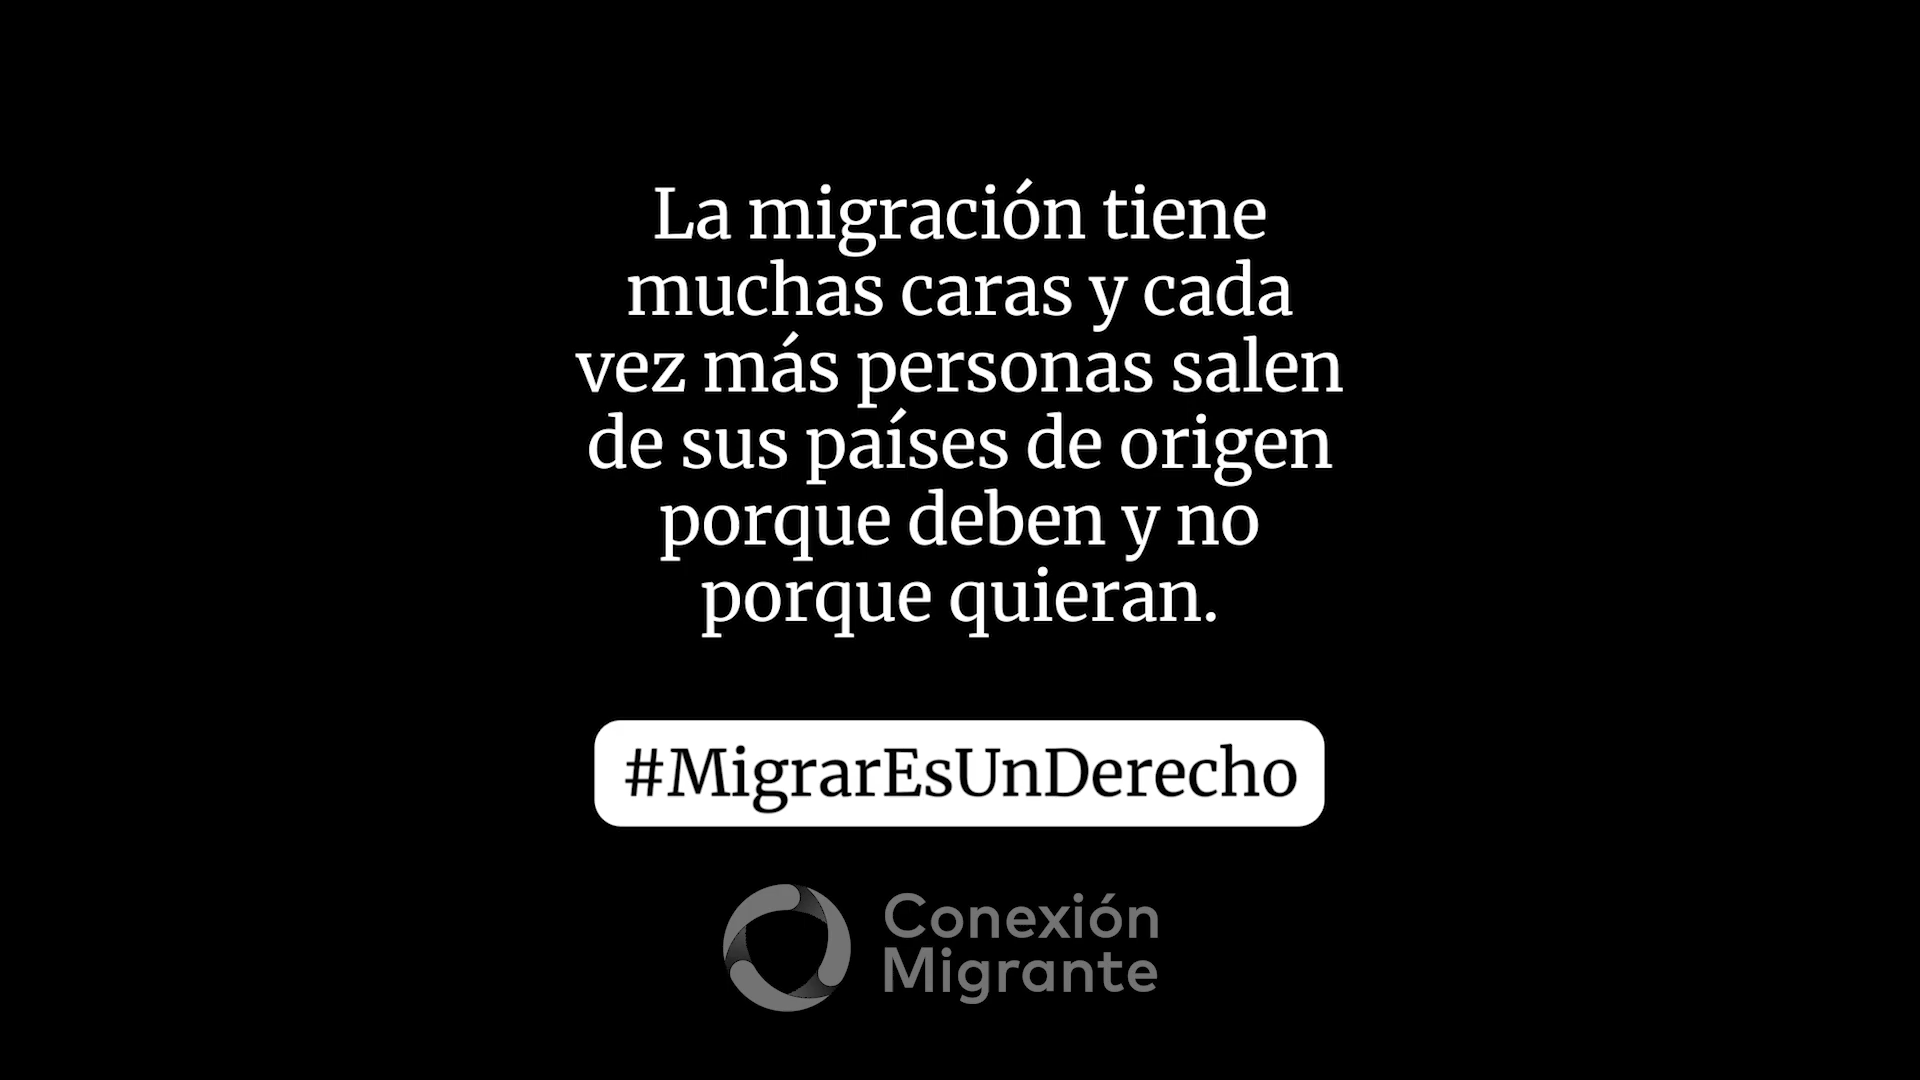 La migración tiene
muchas caras y cada
vez más personas salen
de sus países de origen
porque deben y no
porque quieran.
#MigrarEsUnDerecho
Conexión
Migrante